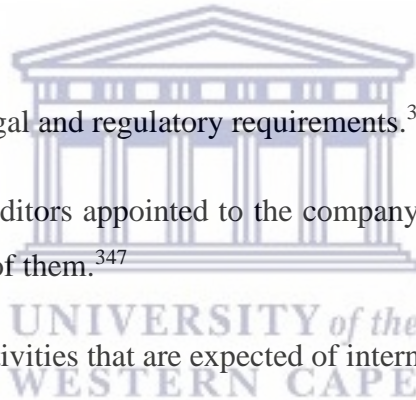 gal and regulatory requirements.3
ditors appointed to the company
of them.347
UNIVERSITY of the
tivities that are expected of intern
WESTERN CAPE